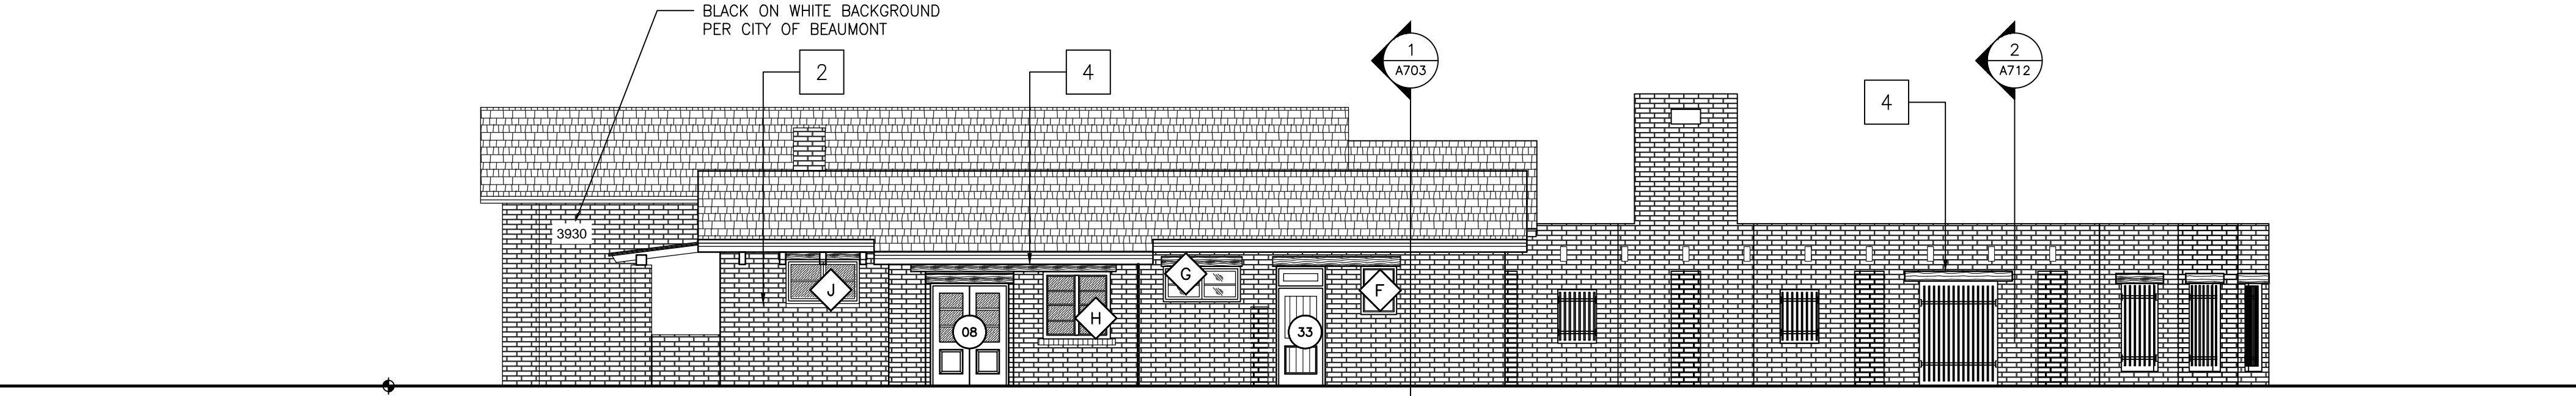 BLACK ON WHITE BACKGROUND
PER CITY OF BEAUMONT
2
4
1
A703
4
2
A712
3930
J
08
H
G
33
F